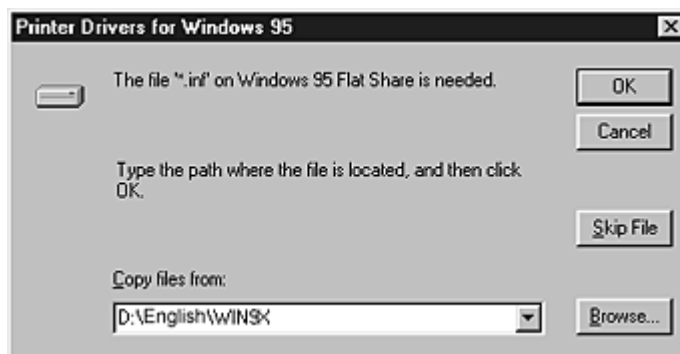 Printer Drivers for Windows 95
The file '*.inf' on Windows 95 Flat Share is needed.
OK
Cancel
Type the path where the file is located, and then click
OK.
Skip File
Copy files from:
D:\English\WIN9X
Browse...